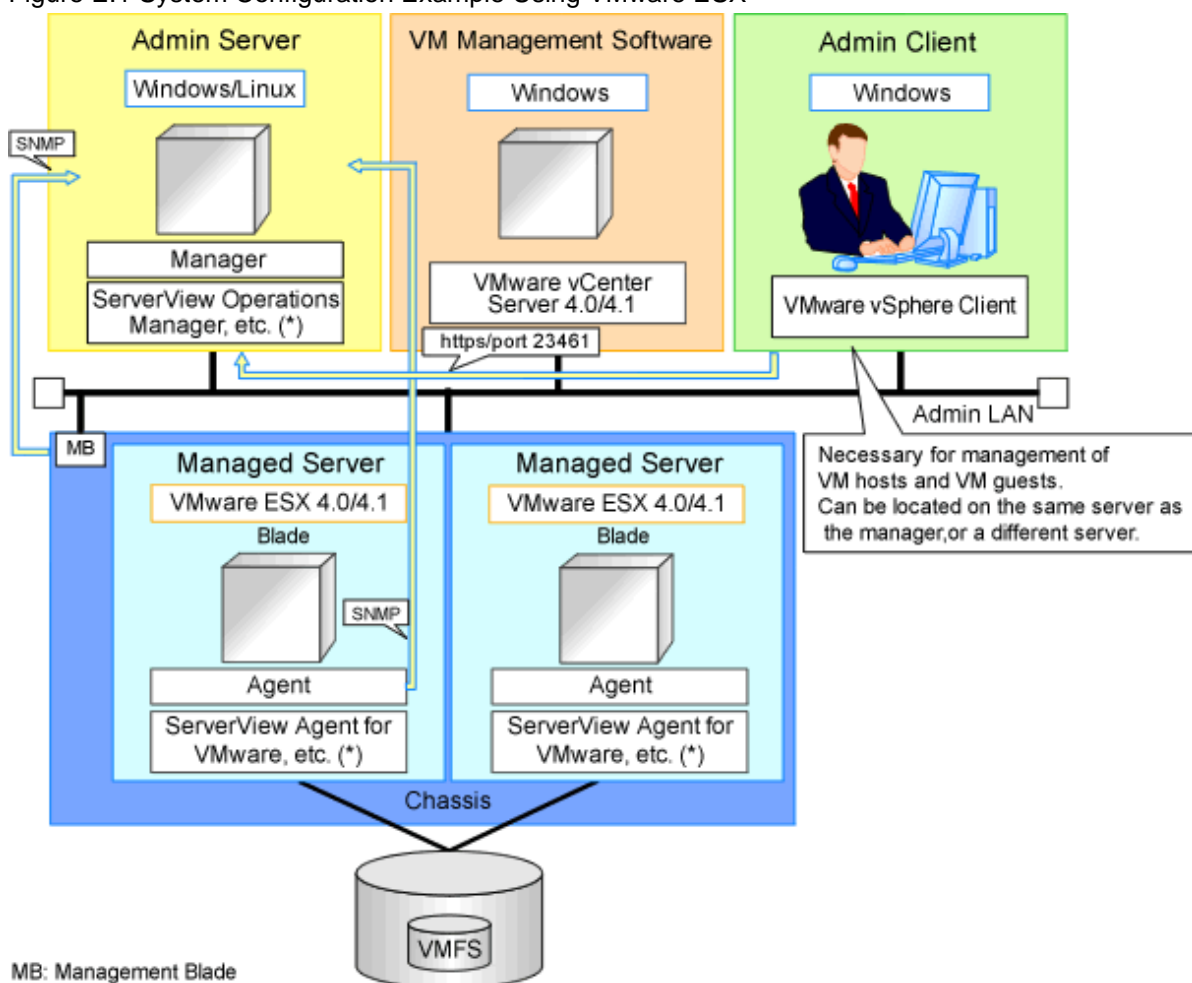 Admin Server
VM Management Software
Admin Client
Windows/Linux
Windows
Windows
SNMP
Manager
ServerView Operations
Manager, etc. (*)
VMware vCenter
Server 4.0/4.1
VMware vSphere Client
https/port 23461
Admin LAN
MB
Necessary for management of
VM hosts and VM guests.
Can be located on the same server as
the manager,or a different server.
Managed Server
VMware ESX 4.0/4.1
Blade
SNMP
Agent
ServerView Agent for
VMware, etc. (*)
Managed Server
VMware ESX 4.0/4.1
Blade
Agent
ServerView Agent for
VMware, etc. (*)
Chassis
VMFS
MB: Management Blade